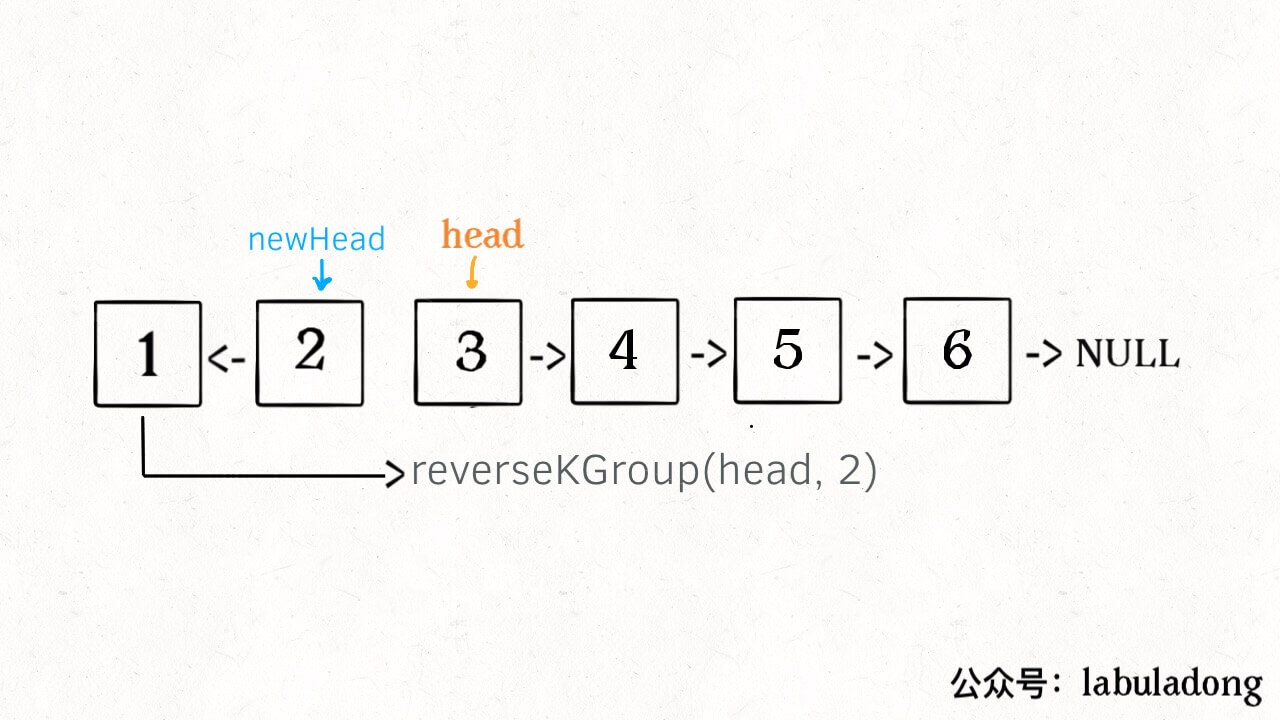 newHead head
1 <- 2 3 -> 4 -> 5 -> 6 -> NULL
reverseKGroup(head, 2)
公众号：labuladong